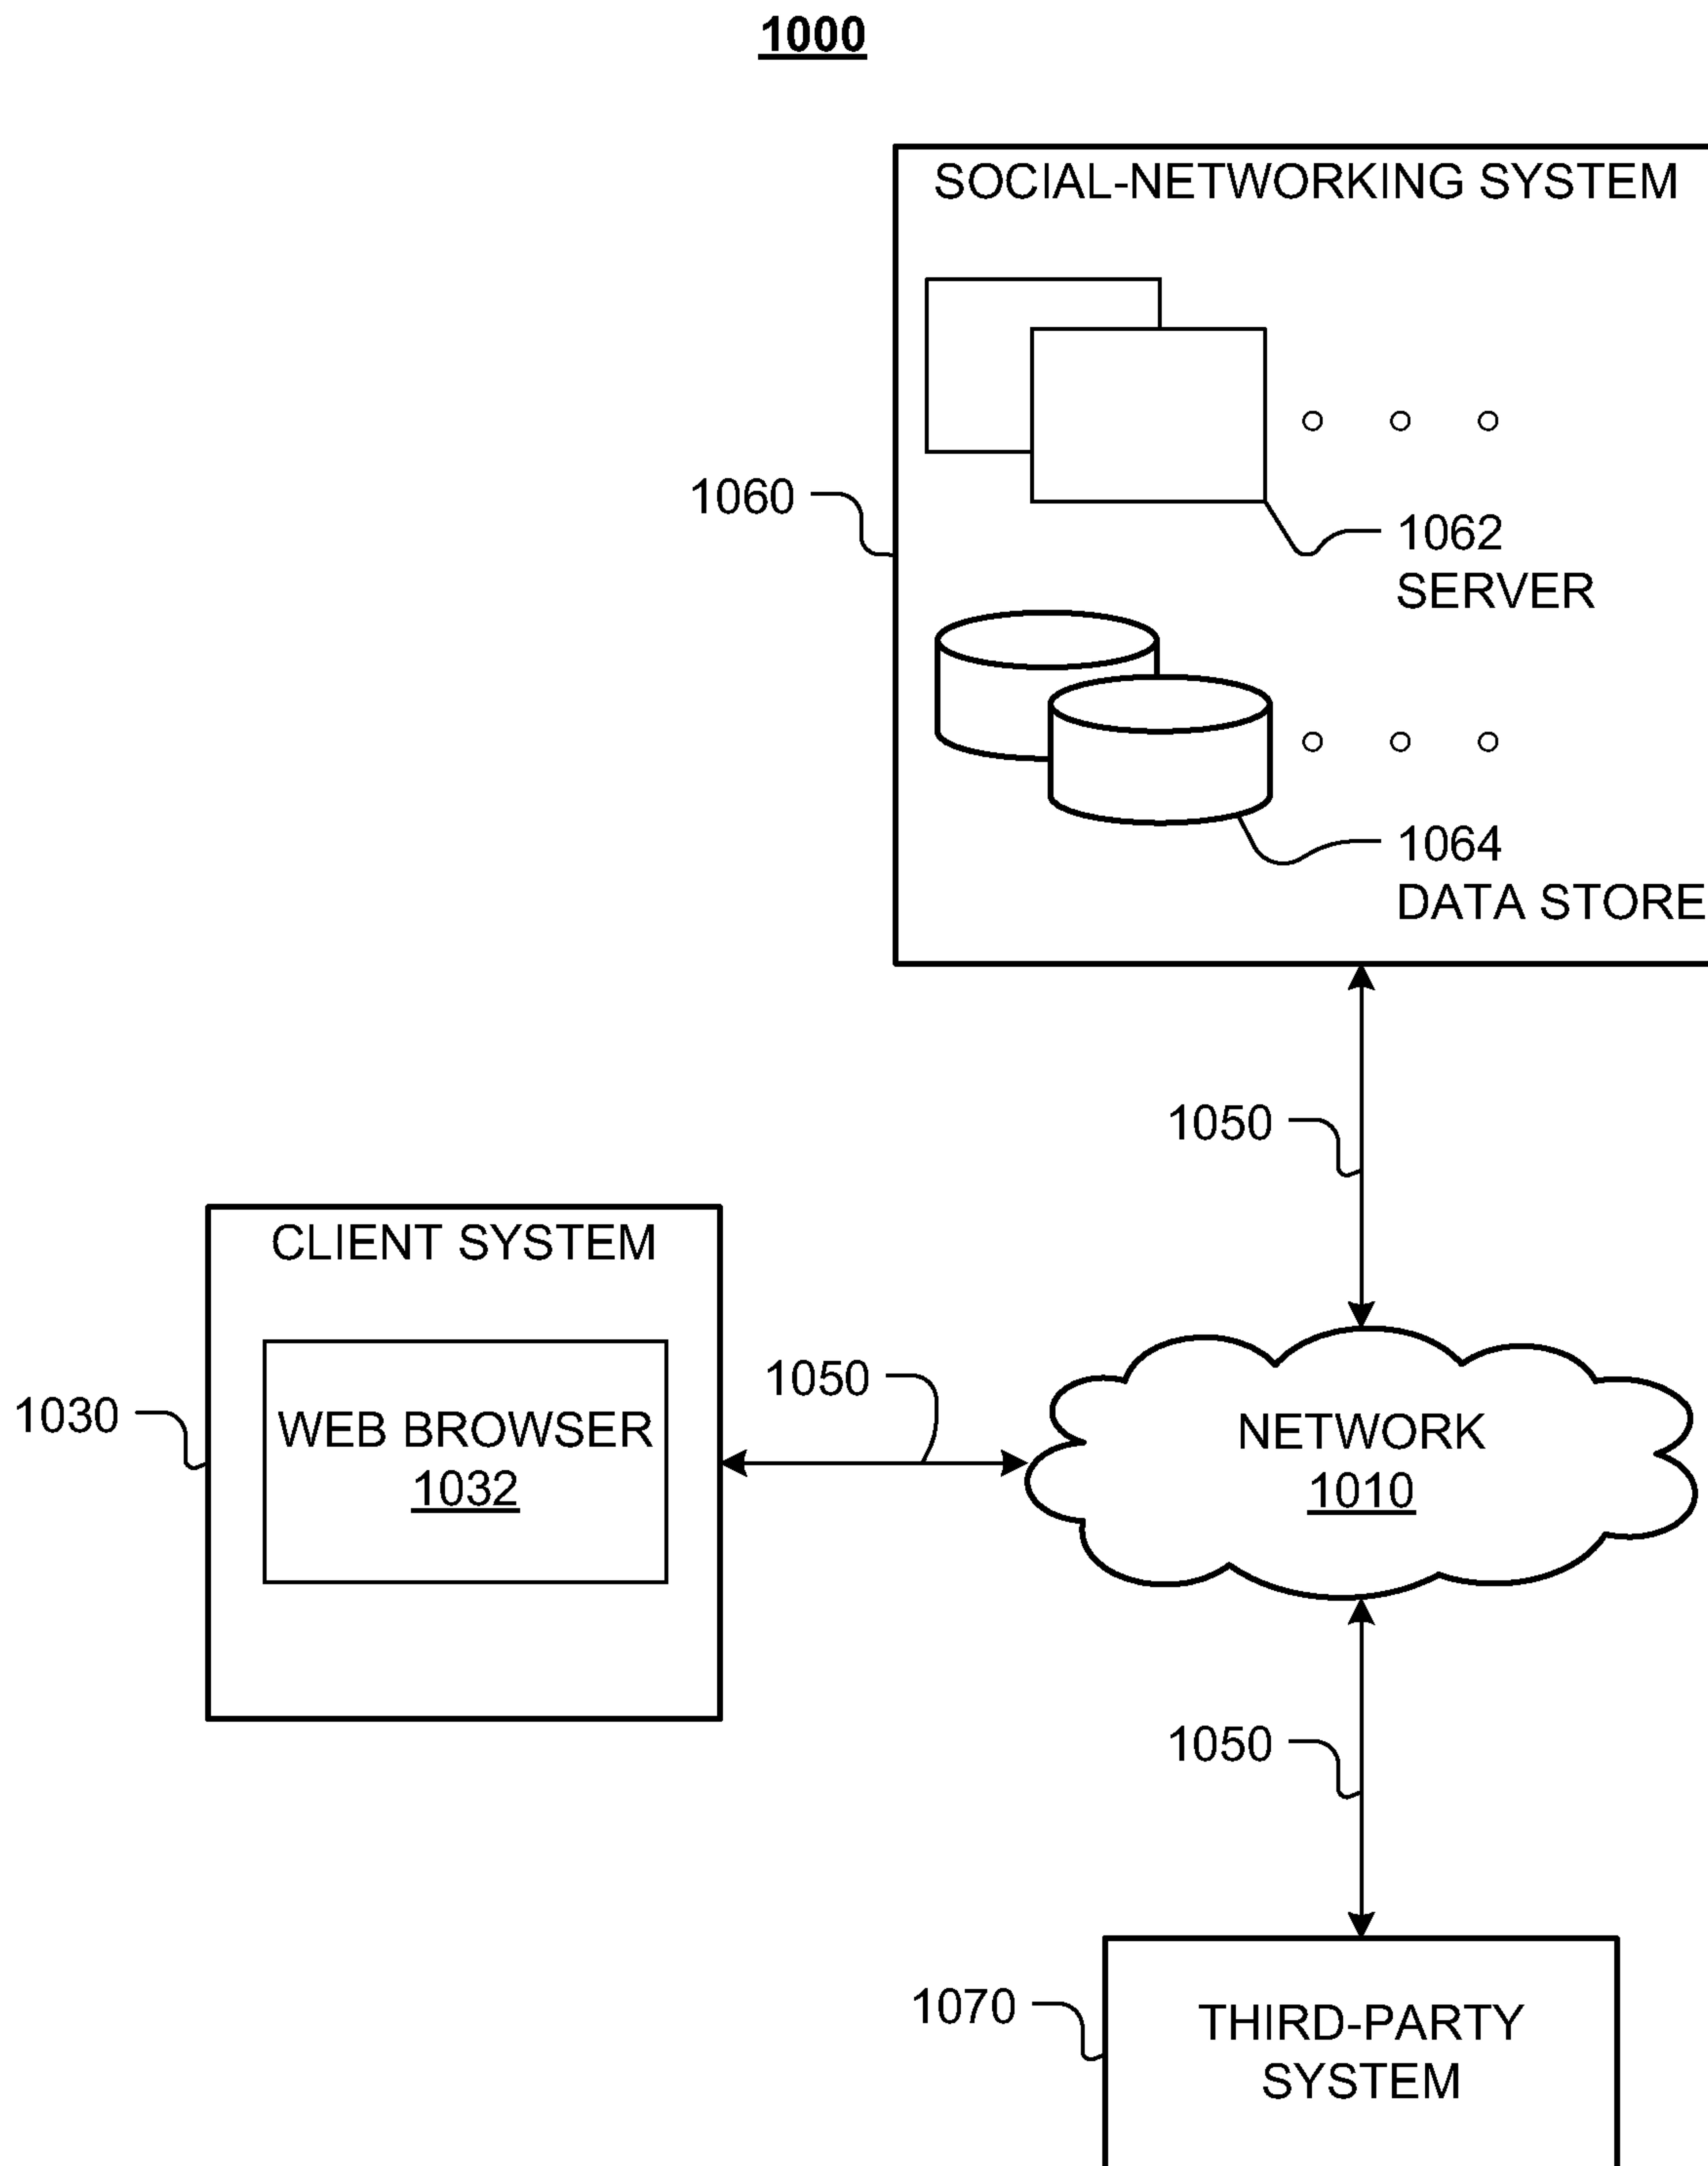 1000
SOCIAL-NETWORKING SYSTEM
1060
1062
SERVER
1064
DATA STORE
1050
CLIENT SYSTEM
1030
WEB BROWSER
1032
1050
NETWORK
1010
1050
1070
THIRD-PARTY
SYSTEM